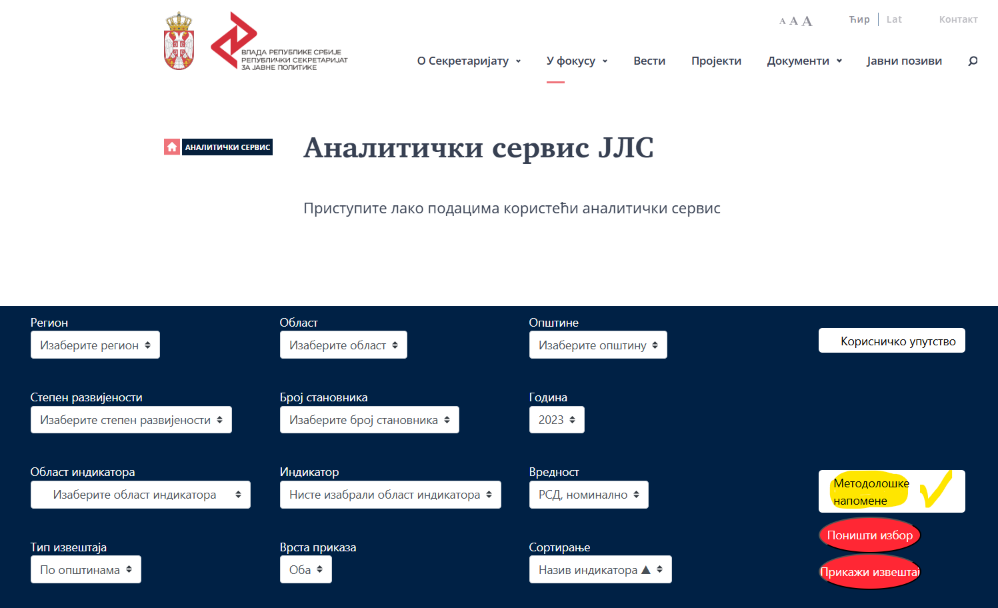 A A A
Ћир | Lat
Контакт
ВЛАДА РЕПУБЛИКЕ СРБИЈЕ
РЕПУБЛИЧКИ СЕКРЕТАРИЈАТ
ЗА ЈАВНЕ ПОЛИТИКЕ
О Секретаријату У фокусу Вести Пројекти Документи Јавни позиви
АНАЛИТИЧКИ СЕРВИС
Аналитички сервис ЈЛС
Приступите лако подацима користећи аналитички сервис
Регион
Изаберите регион
Област
Изаберите област
Општине
Изаберите општину
Корисничко упутство
Степен развијености
Изаберите степен развијености
Број становника
Изаберите број становника
Година
2023
Област индикатора
Изаберите област индикатора
Индикатор
Нисте изабрали област индикатора
Вредност
РСД, номинално
Методолошке
напомене
Поништи избор
Тип извештаја
По општинама
Врста приказа
Оба
Сортирање
Назив индикатора ▲
Прикажи извештај